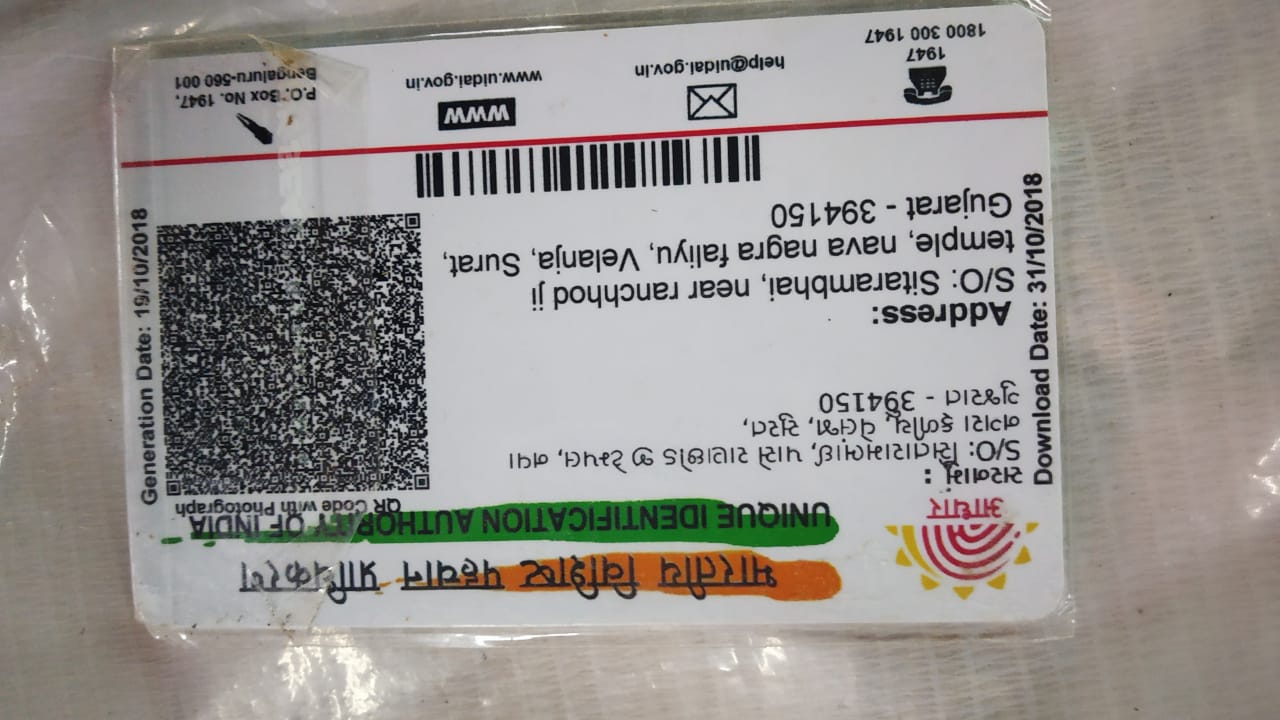 भारतीय विशिष्ट पहचान प्राधिकरण
UNIQUE IDENTIFICATION AUTHORITY OF INDIA
आधार
QR Code with Photograph
સરનામું :
S/O: સિતારામભાઈ, પાસે રાણછોડ જી ટેમ્પલ, નવા
નગરા ફળીયુ, વેલંજા, સુરત,
ગુજરાત - 394150
Address:
S/O: Sitarambhai, near ranchhod ji
temple, nava nagra faliyu, Velanja, Surat,
Gujarat - 394150
Download Date: 31/10/2018
Generation Date: 19/10/2018
1947
1800 300 1947
help@uidai.gov.in
WWW
www.uidai.gov.in
P.O. Box No. 1947,
Bengaluru-560 001